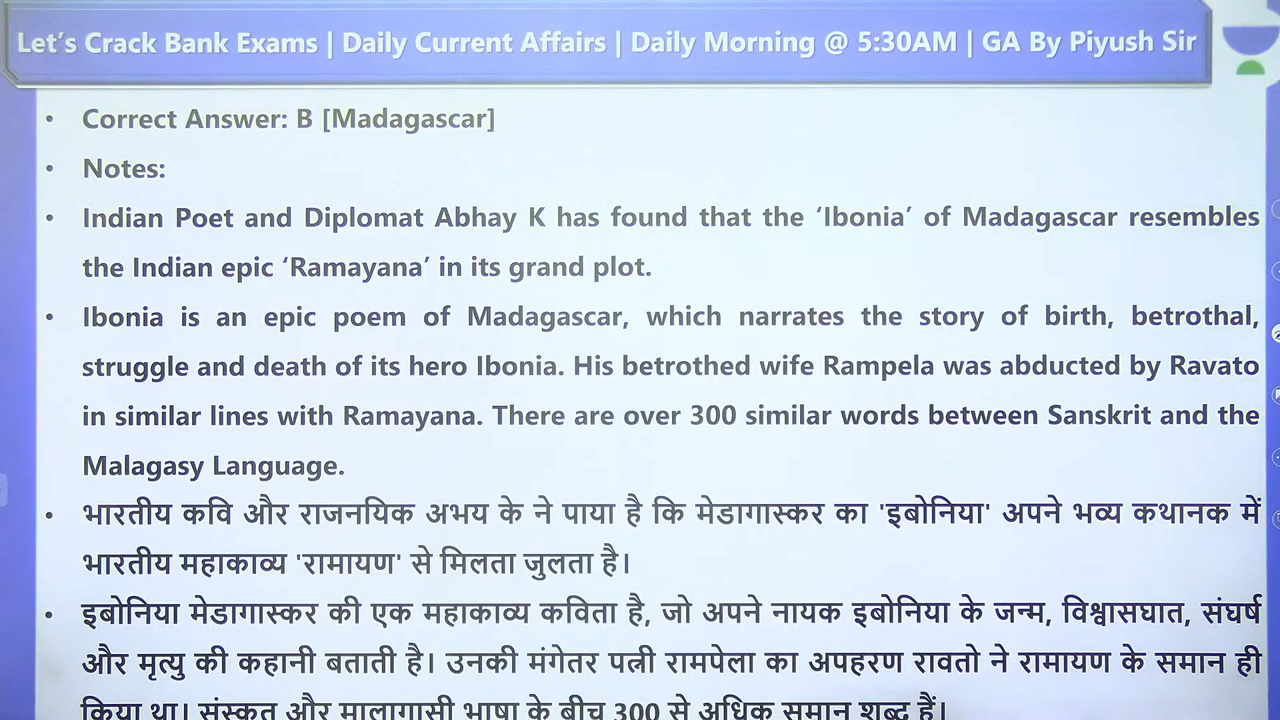 Let's Crack Bank Exams | Daily Current Affairs | Daily Morning @ 5:30AM | GA By Piyush Sir
• Correct Answer: B [Madagascar]
• Notes:
• Indian Poet and Diplomat Abhay K has found that the ‘Ibonia’ of Madagascar resembles
the Indian epic ‘Ramayana’ in its grand plot.
• Ibonia is an epic poem of Madagascar, which narrates the story of birth, betrothal,
struggle and death of its hero Ibonia. His betrothed wife Rampela was abducted by Ravato
in similar lines with Ramayana. There are over 300 similar words between Sanskrit and the
Malagasy Language.
• भारतीय कवि और राजनयिक अभय के ने पाया है कि मेडागास्कर का 'इबोनिया' अपने भव्य कथानक में
भारतीय महाकाव्य 'रामायण' से मिलता जुलता है।
• इबोनिया मेडागास्कर की एक महाकाव्य कविता है, जो अपने नायक इबोनिया के जन्म, विश्वासघात, संघर्ष
और मृत्यु की कहानी बताती है। उनकी मंगेतर पत्नी रामपेला का अपहरण रावतो ने रामायण के समान ही
किया था। संस्कृत और मालागासी भाषा के बीच 300 से अधिक समान शब्द हैं।